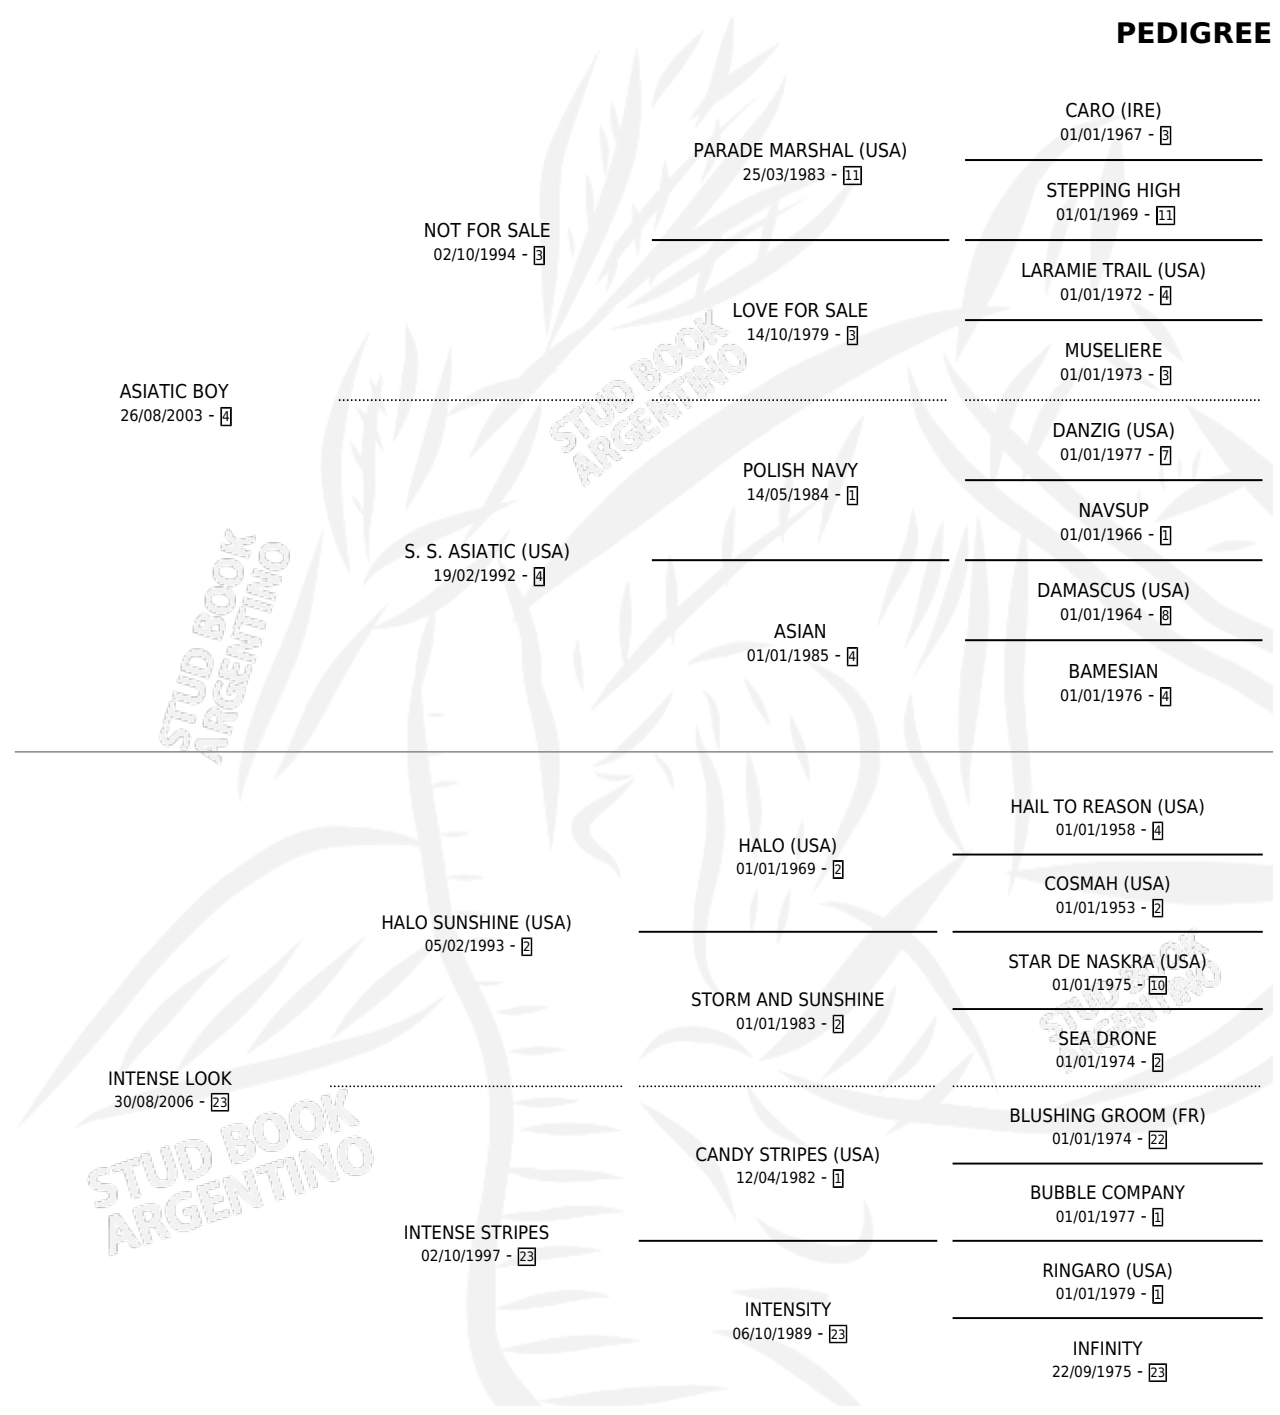 PEDIGREE
CARO (IRE)
01/01/1967 - 3
PARADE MARSHAL (USA)
25/03/1983 - 11
STEPPING HIGH
01/01/1969 - 11
NOT FOR SALE
02/10/1994 - 3
LARAMIE TRAIL (USA)
01/01/1972 - 4
LOVE FOR SALE
14/10/1979 - 3
MUSELIERE
01/01/1973 - 3
ASIATIC BOY
26/08/2003 - 4
DANZIG (USA)
01/01/1977 - 7
POLISH NAVY
14/05/1984 - 1
NAVSUP
01/01/1966 - 1
S. S. ASIATIC (USA)
19/02/1992 - 4
DAMASCUS (USA)
01/01/1964 - 8
ASIAN
01/01/1985 - 4
BAMESIAN
01/01/1976 - 4
HAIL TO REASON (USA)
01/01/1958 - 4
HALO (USA)
01/01/1969 - 2
COSMAH (USA)
01/01/1953 - 2
HALO SUNSHINE (USA)
05/02/1993 - 2
STAR DE NASKRA (USA)
01/01/1975 - 10
STORM AND SUNSHINE
01/01/1983 - 2
SEA DRONE
01/01/1974 - 2
INTENSE LOOK
30/08/2006 - 23
BLUSHING GROOM (FR)
01/01/1974 - 22
CANDY STRIPES (USA)
12/04/1982 - 1
BUBBLE COMPANY
01/01/1977 - 1
INTENSE STRIPES
02/10/1997 - 23
RINGARO (USA)
01/01/1979 - 1
INTENSITY
06/10/1989 - 23
INFINITY
22/09/1975 - 23
STUD BOOK
ARGENTINO
STUD BOOK
ARGENTINO
STUD BOOK
ARGENTINO
STUD BOOK
ARGENTINO